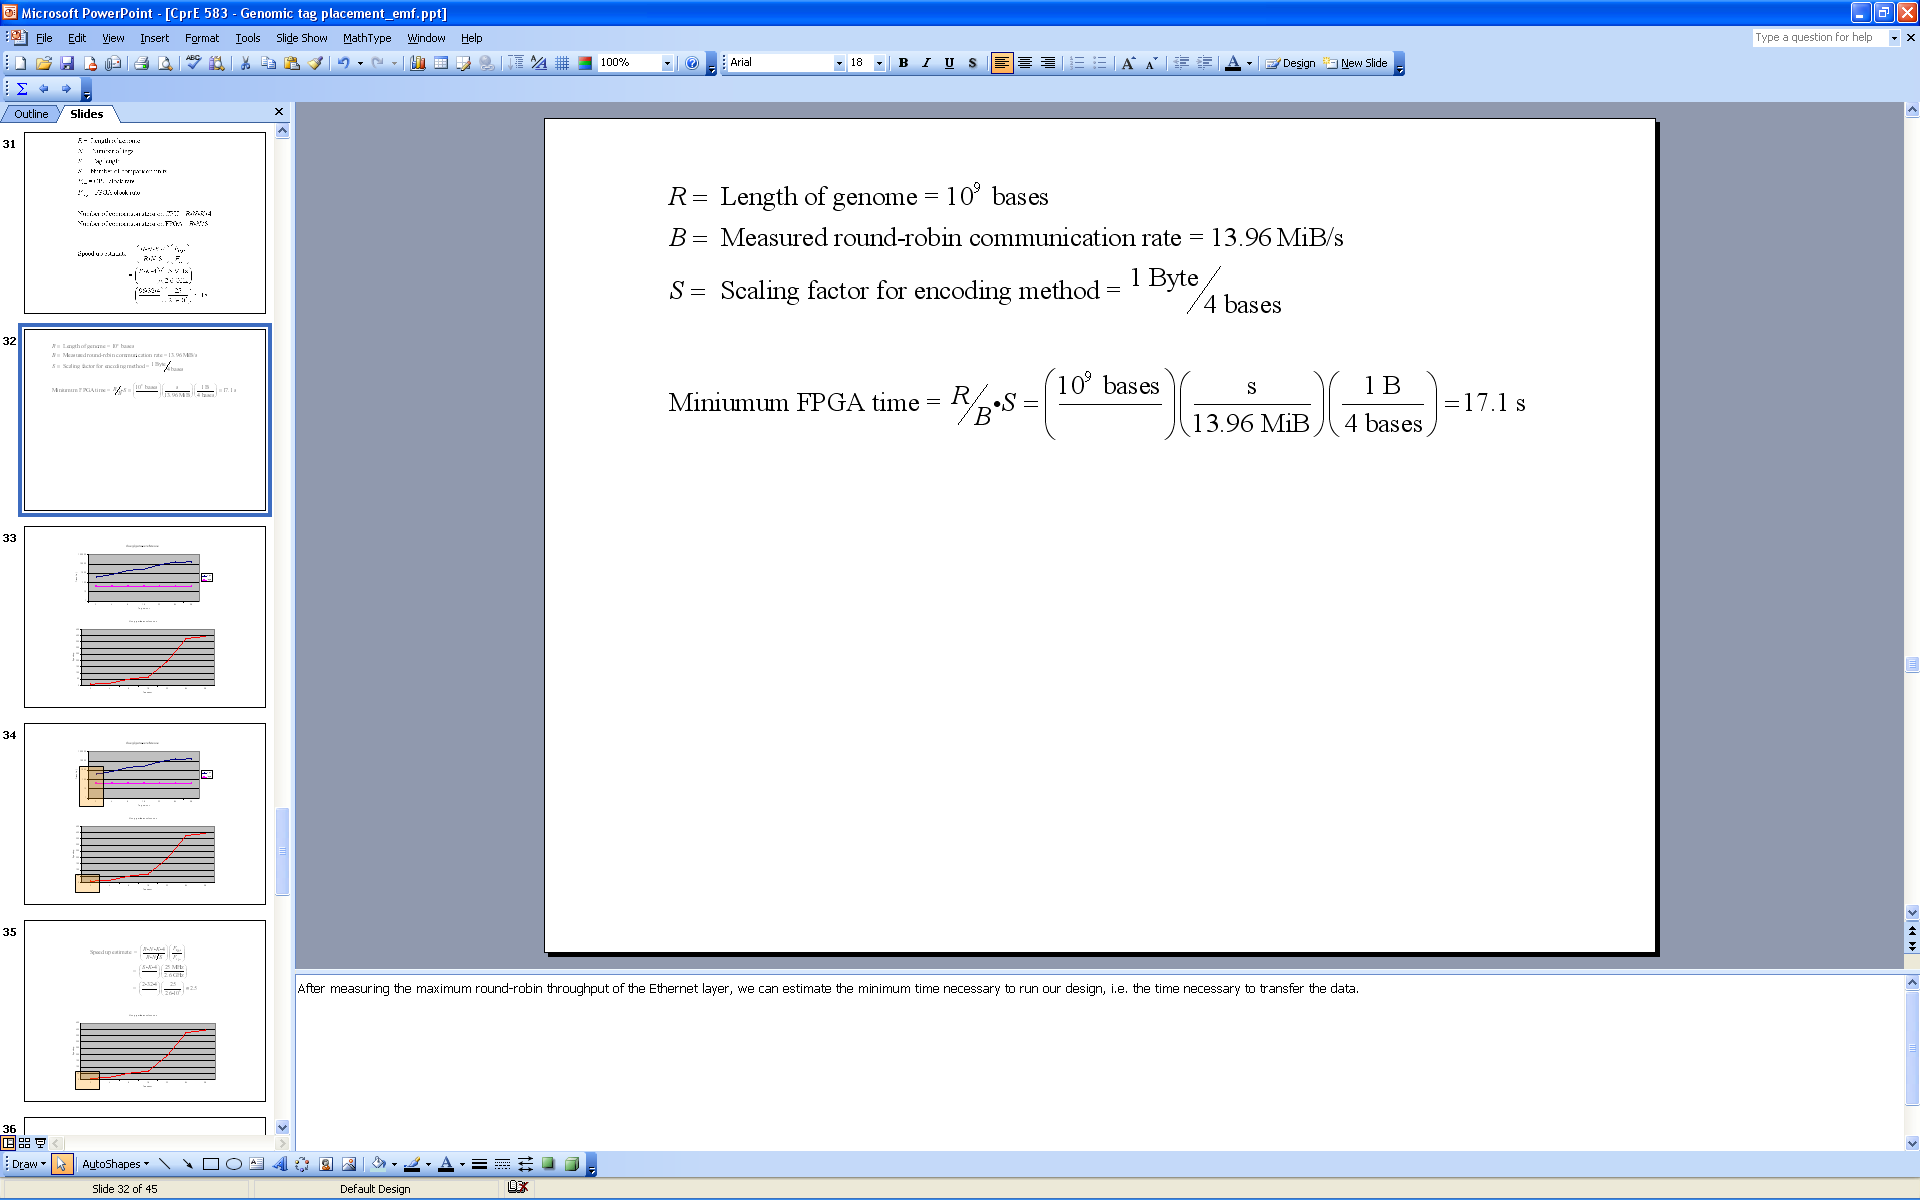 Microsoft PowerPoint - [CprE 583 - Genomic tag placement_emf.ppt]
File Edit View Insert Format Tools Slide Show MathType Window Help
Type a question for help
100%
Arial 18 B I U S Design New Slide
Outline Slides
31
32
33
34
35
36
R = Length of genome = 10^9 bases
B = Measured round-robin communication rate = 13.96 MiB/s
S = Scaling factor for encoding method = 1 Byte/4 bases
Miniumum FPGA time = R/B•S = (10^9 bases)(s/13.96 MiB)(1 B/4 bases) = 17.1 s
After measuring the maximum round-robin throughput of the Ethernet layer, we can estimate the minimum time necessary to run our design, i.e. the time necessary to transfer the data.
Draw AutoShapes
Slide 32 of 45 Default Design